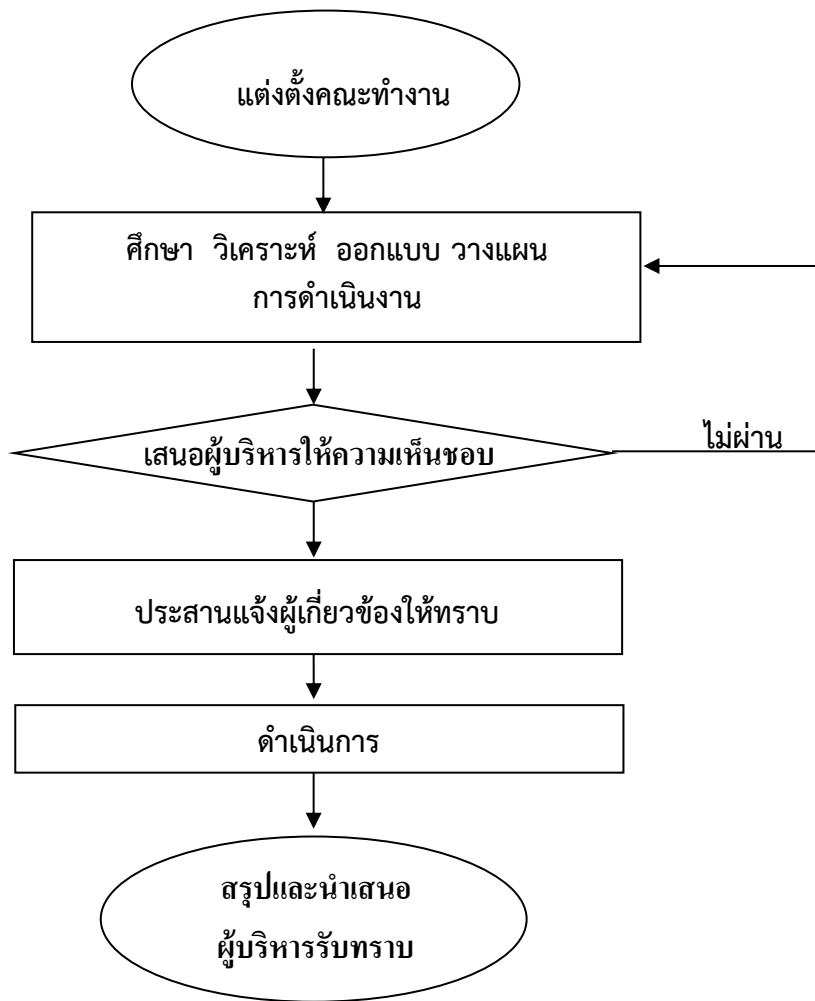 แต่งตั้งคณะทำงาน
ศึกษา วิเคราะห์ ออกแบบ วางแผน
การดำเนินงาน
เสนอผู้บริหารให้ความเห็นชอบ
ไม่ผ่าน
ประสานแจ้งผู้เกี่ยวข้องให้ทราบ
ดำเนินการ
สรุปและนำเสนอ
ผู้บริหารรับทราบ